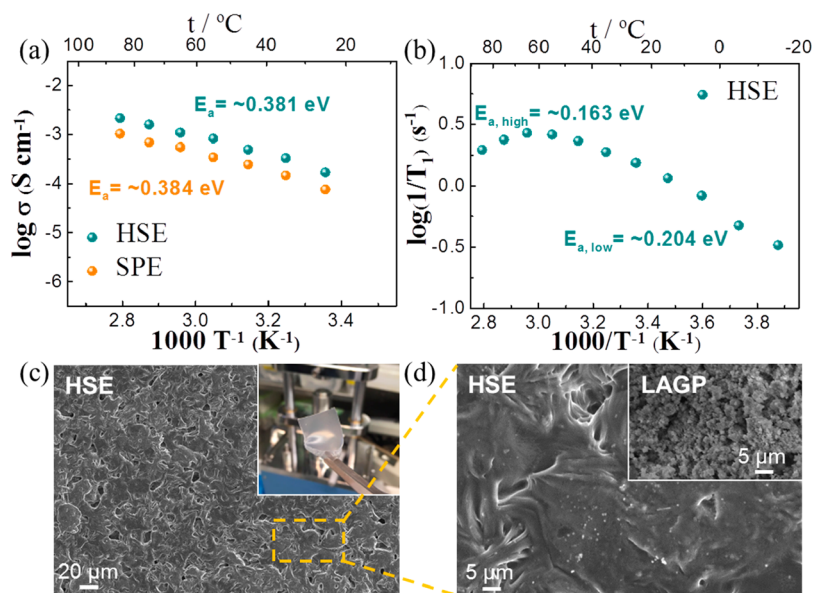 (a)
t / °C
100 80 60 40 20
-2
-3
-4
-5
-6
log σ (S cm⁻¹)
Eₐ= ~0.381 eV
Eₐ= ~0.384 eV
HSE
SPE
2.8 3.0 3.2 3.4
1000 T⁻¹ (K⁻¹)
(b)
t / °C
80 60 40 20 0 -20
1.0
0.5
0.0
-0.5
-1.0
log(1/T₁) (s⁻¹)
HSE
Eₐ, ₕᵢgₕ= ~0.163 eV
Eₐ, ₗₒw= ~0.204 eV
2.8 3.0 3.2 3.4 3.6 3.8
1000/T⁻¹ (K⁻¹)
(c)
HSE
20 μm
(d)
HSE
LAGP
5 μm
5 μm